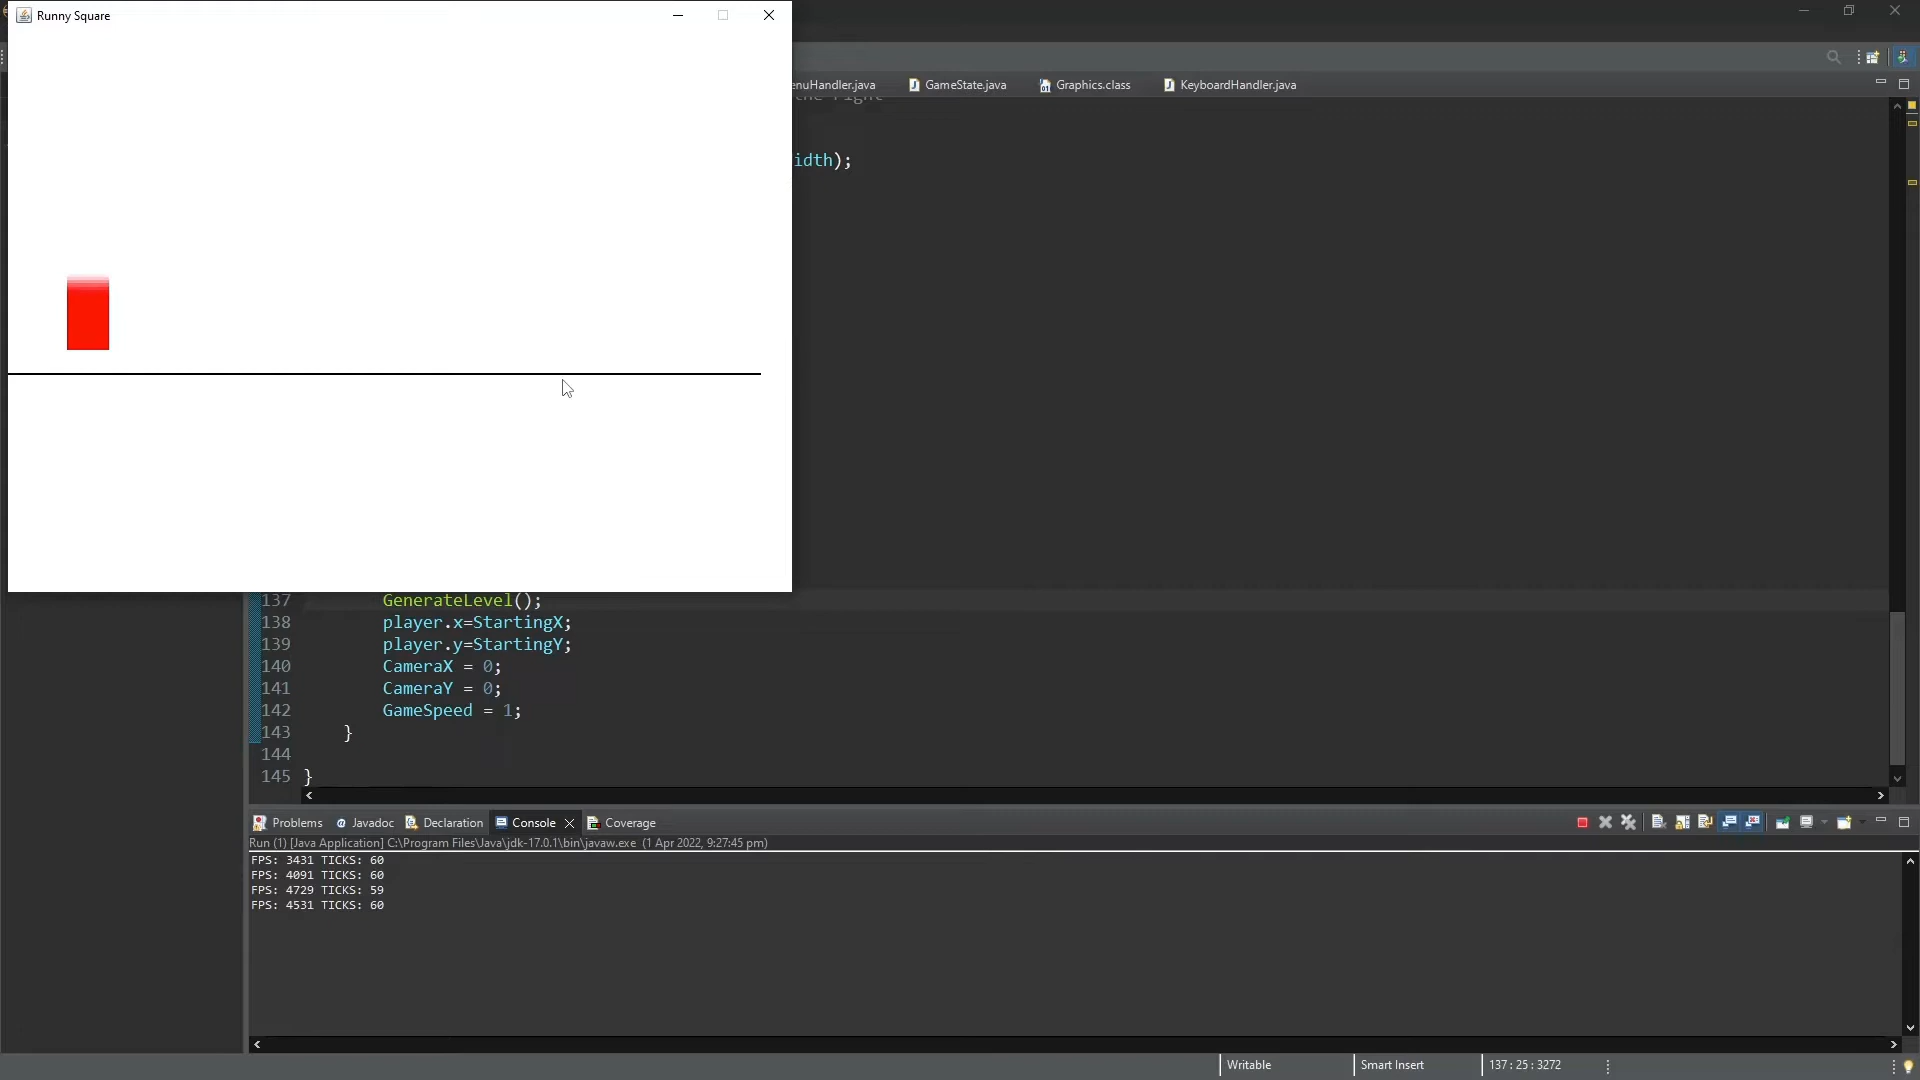 Runny Square
enuHandler.java
GameState.java
Graphics.class
KeyboardHandler.java
the right
idth);
137 GenerateLevel();
138 player.x=StartingX;
139 player.y=StartingY;
140 CameraX = 0;
141 CameraY = 0;
142 GameSpeed = 1;
143 }
144
145 }
Problems
Javadoc
Declaration
Console
Coverage
Run (1) [Java Application] C:\Program Files\Java\jdk-17.0.1\bin\javaw.exe (1 Apr 2022, 9:27:45 pm)
FPS: 3431 TICKS: 60
FPS: 4091 TICKS: 60
FPS: 4729 TICKS: 59
FPS: 4531 TICKS: 60
Writable
Smart Insert
137 : 25 : 3272